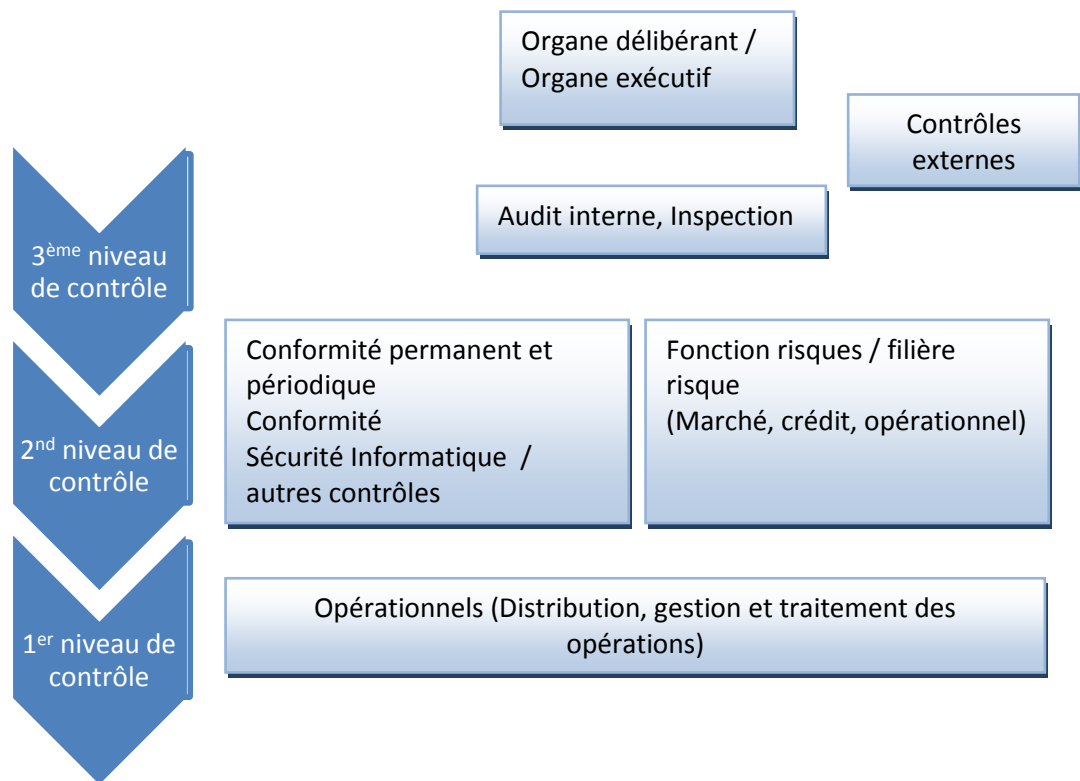 Organe délibérant /
Organe exécutif
Contrôles
externes
Audit interne, Inspection
3ème niveau
de contrôle
Conformité permanent et
périodique
Conformité
Sécurité Informatique /
autres contrôles
Fonction risques / filière
risque
(Marché, crédit, opérationnel)
2nd niveau de
contrôle
Opérationnels (Distribution, gestion et traitement des
opérations)
1er niveau de
contrôle